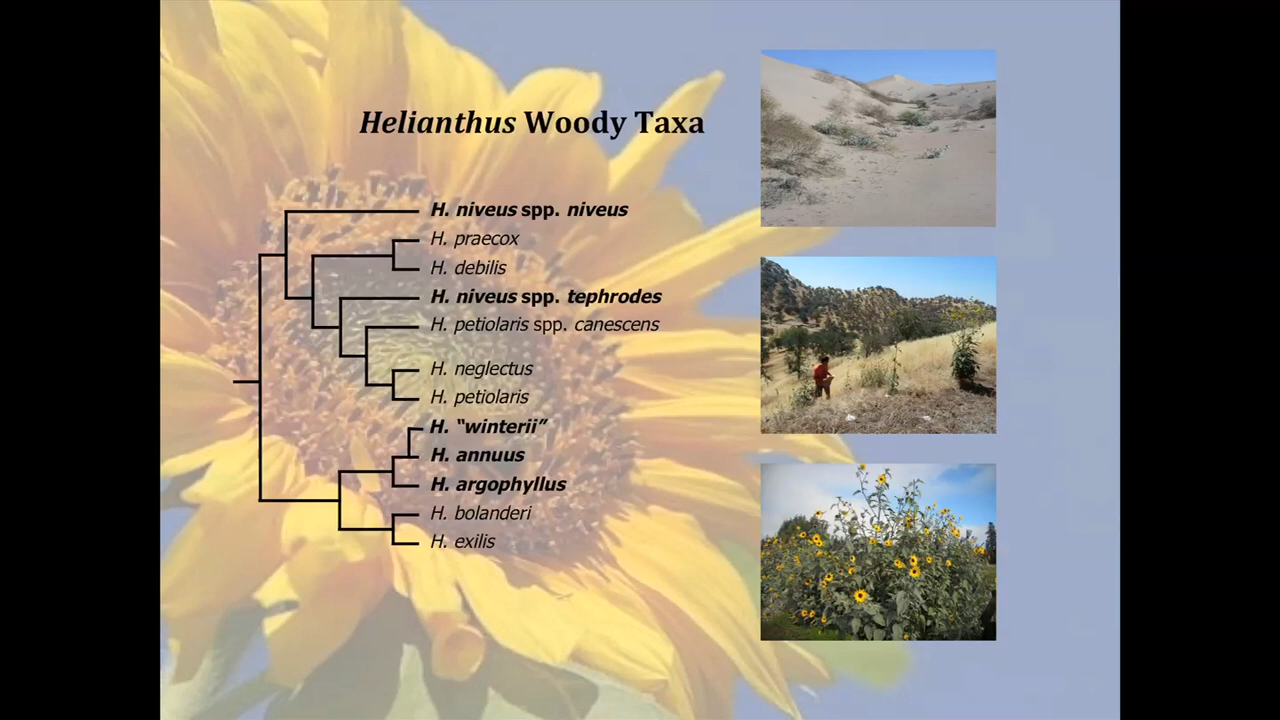 Helianthus Woody Taxa
H. niveus spp. niveus
H. praecox
H. debilis
H. niveus spp. tephrodes
H. petiolaris spp. canescens
H. neglectus
H. petiolaris
H. “winterii”
H. annuus
H. argophyllus
H. bolanderi
H. exilis